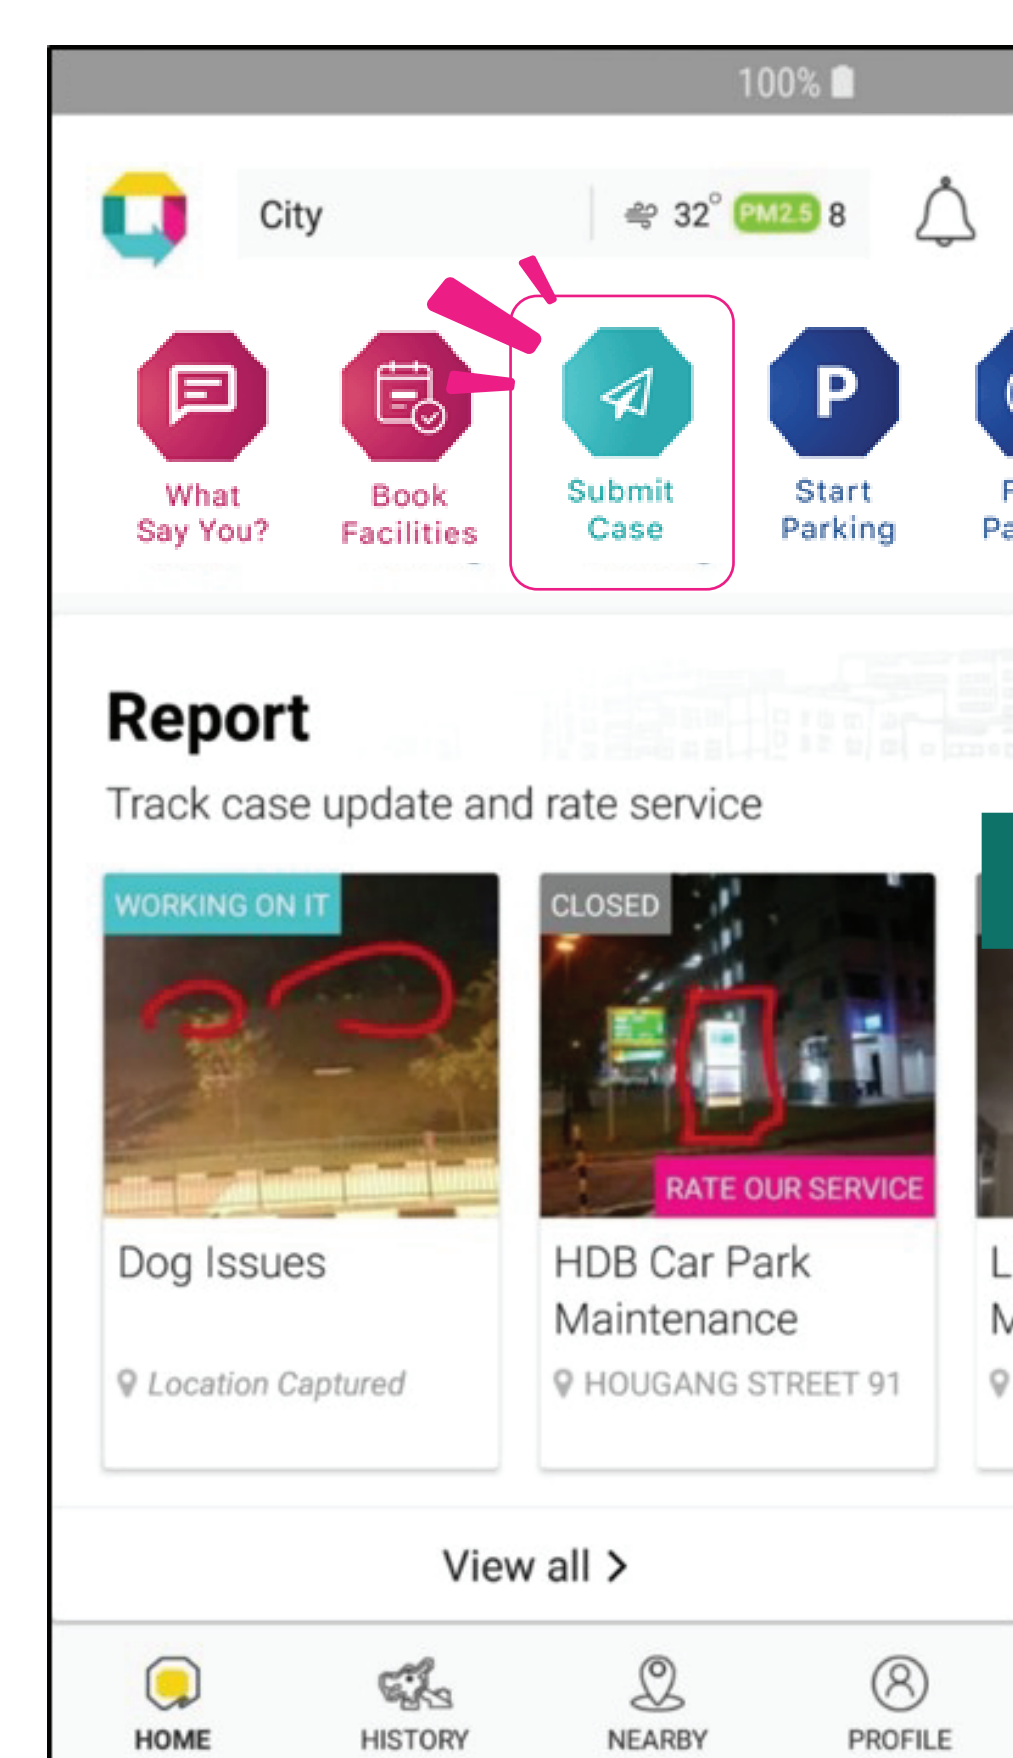 100%
City 32° PM2.5 8
What
Say You?
Book
Facilities
Submit
Case
P
Start
Parking
Report
Track case update and rate service
WORKING ON IT
Dog Issues
Location Captured
CLOSED
RATE OUR SERVICE
HDB Car Park
Maintenance
HOUGANG STREET 91
View all >
HOME
HISTORY
NEARBY
PROFILE